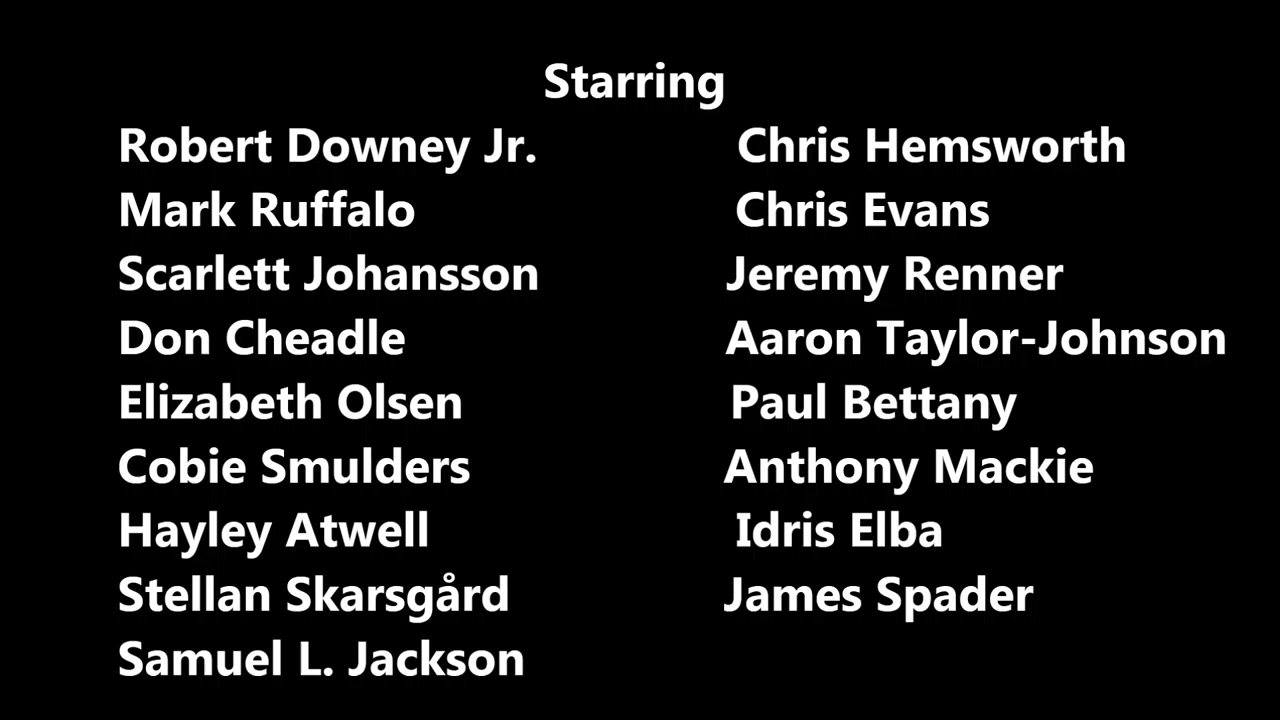 Starring
Robert Downey Jr. Chris Hemsworth
Mark Ruffalo Chris Evans
Scarlett Johansson Jeremy Renner
Don Cheadle Aaron Taylor-Johnson
Elizabeth Olsen Paul Bettany
Cobie Smulders Anthony Mackie
Hayley Atwell Idris Elba
Stellan Skarsgård James Spader
Samuel L. Jackson